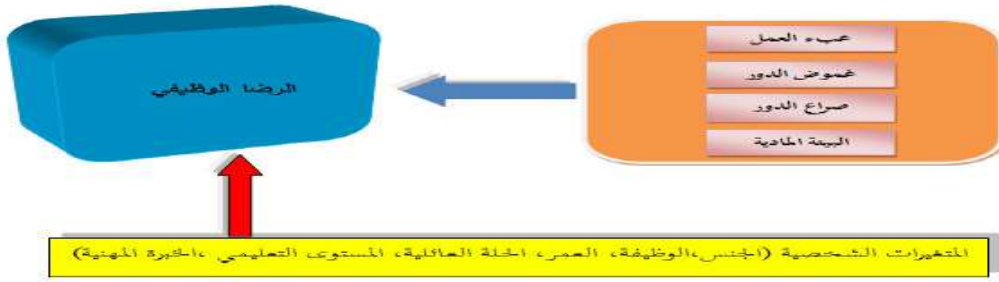 عبء العمل
غموض الدور
صراع الدور
البيئة المادية
الرضا الوظيفي
المتغيرات الشخصية (الجنس،الوظيفة، العمر، الحلة العائلية، المستوى التعليمي ،الخبرة المهنية)